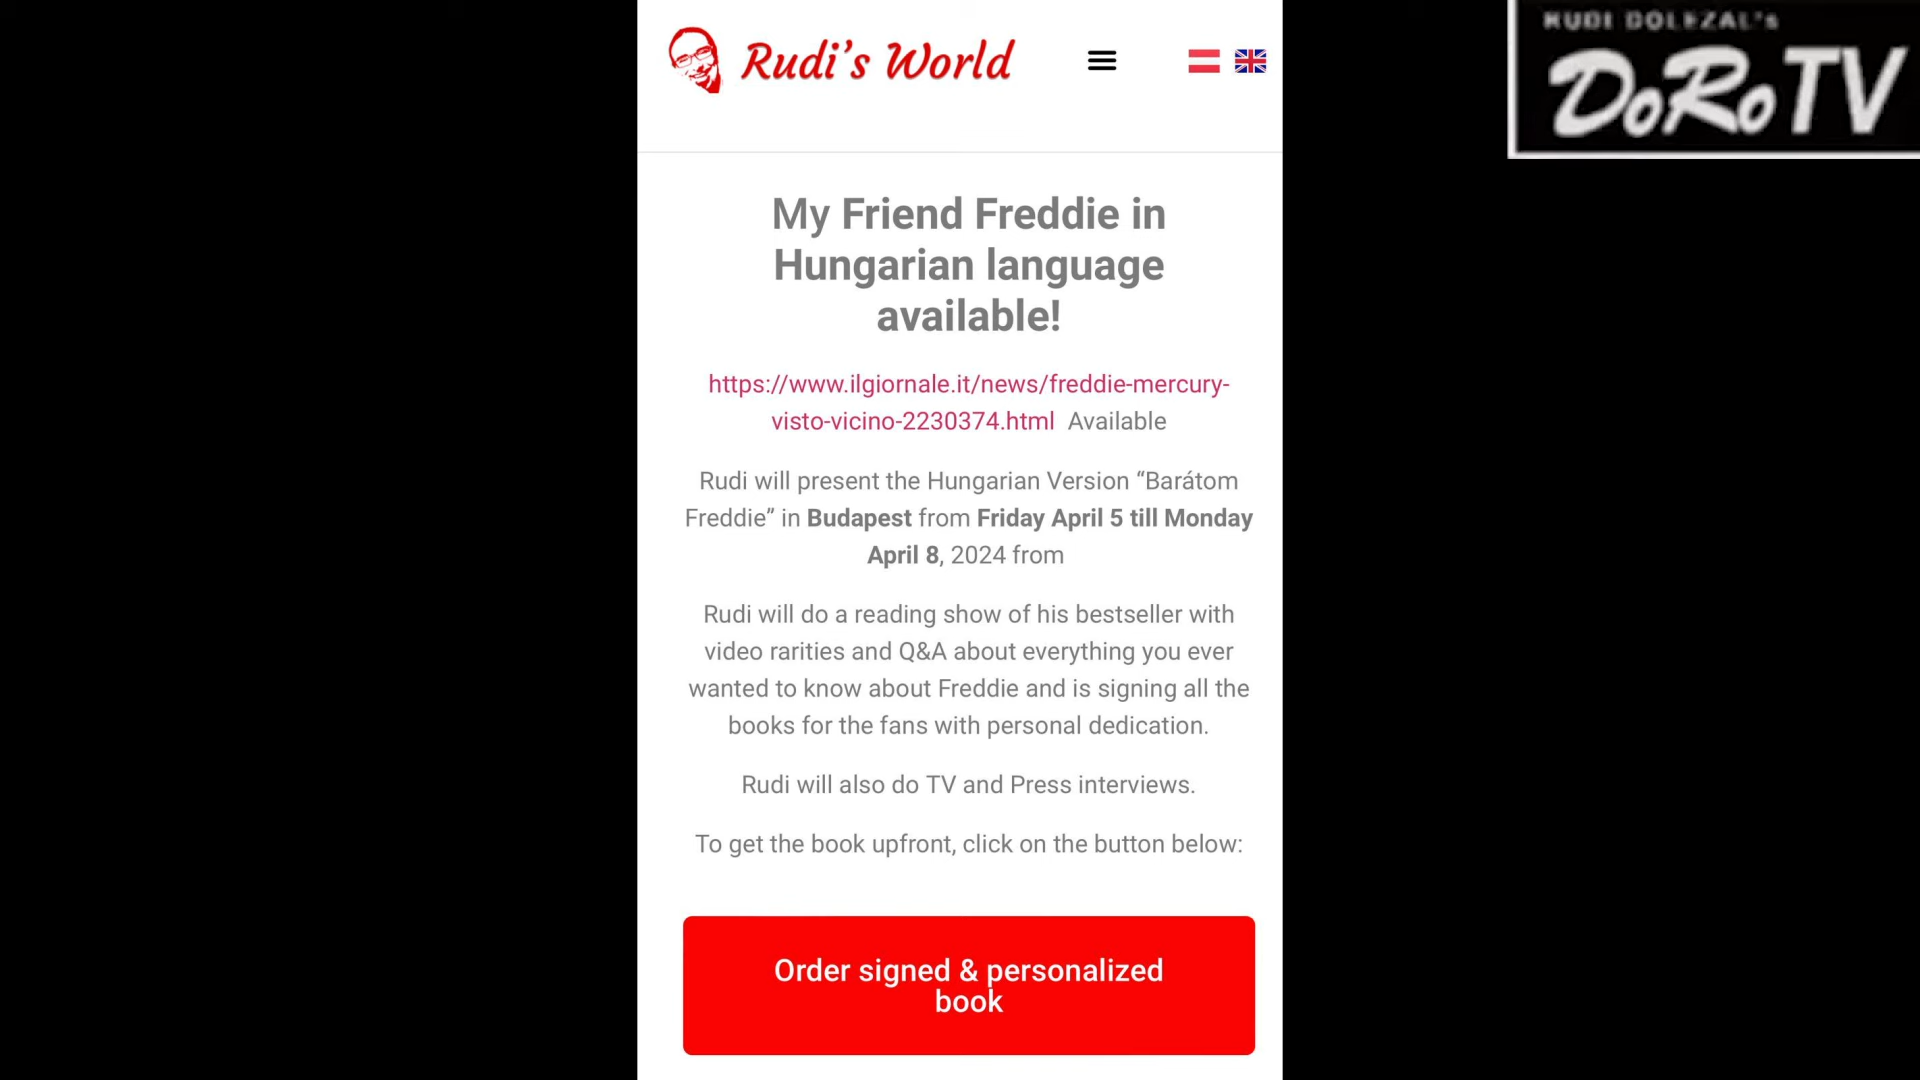 Rudi's World
RUDI DOLEZAL's
DoRoTV
My Friend Freddie in
Hungarian language
available!
https://www.ilgiornale.it/news/freddie-mercury-
visto-vicino-2230374.html Available
Rudi will present the Hungarian Version “Barátom
Freddie” in Budapest from Friday April 5 till Monday
April 8, 2024 from
Rudi will do a reading show of his bestseller with
video rarities and Q&A about everything you ever
wanted to know about Freddie and is signing all the
books for the fans with personal dedication.
Rudi will also do TV and Press interviews.
To get the book upfront, click on the button below:
Order signed & personalized
book